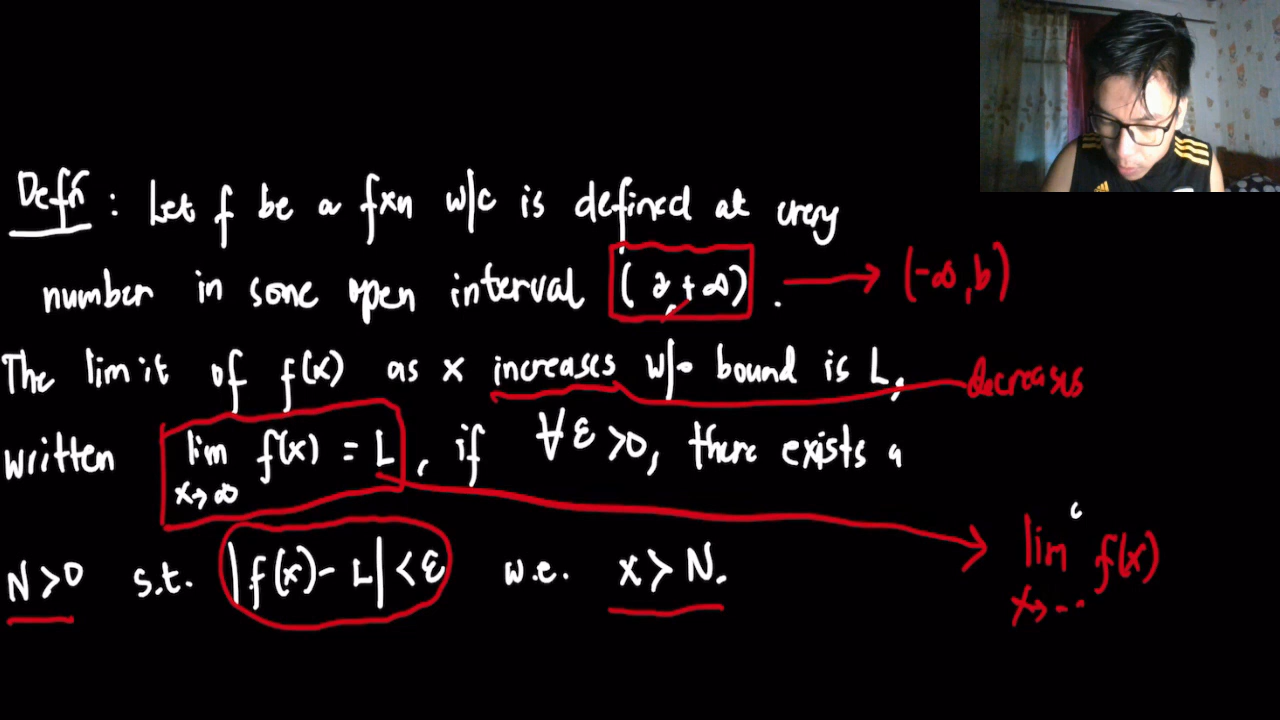 Defn : Let f be a fxn w/c is defined at every
number in some open interval (a, +∞) . → (-∞, b)
The limit of f(x) as x increases w/o bound is L, decreases
written lim x→∞ f(x) = L , if ∀ε >0, there exists a
N>0 s.t. |f(x)- L| < ε w.e. x > N.
lim f(x)
x→--